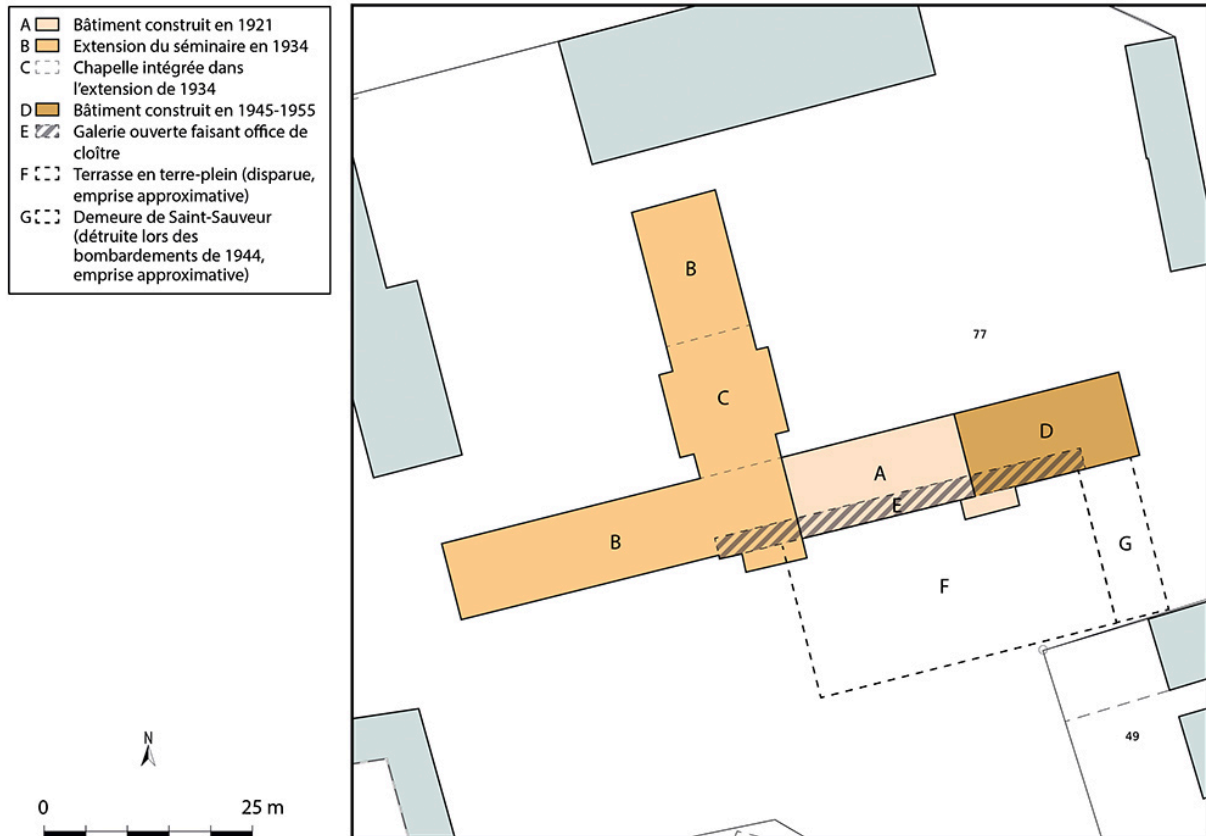 A Bâtiment construit en 1921
B Extension du séminaire en 1934
C Chapelle intégrée dans
l'extension de 1934
D Bâtiment construit en 1945-1955
E Galerie ouverte faisant office de
cloître
F Terrasse en terre-plein (disparue,
emprise approximative)
G Demeure de Saint-Sauveur
(détruite lors des
bombardements de 1944,
emprise approximative)
B
77
C
D
A
E
B
G
F
49
N
0 25 m